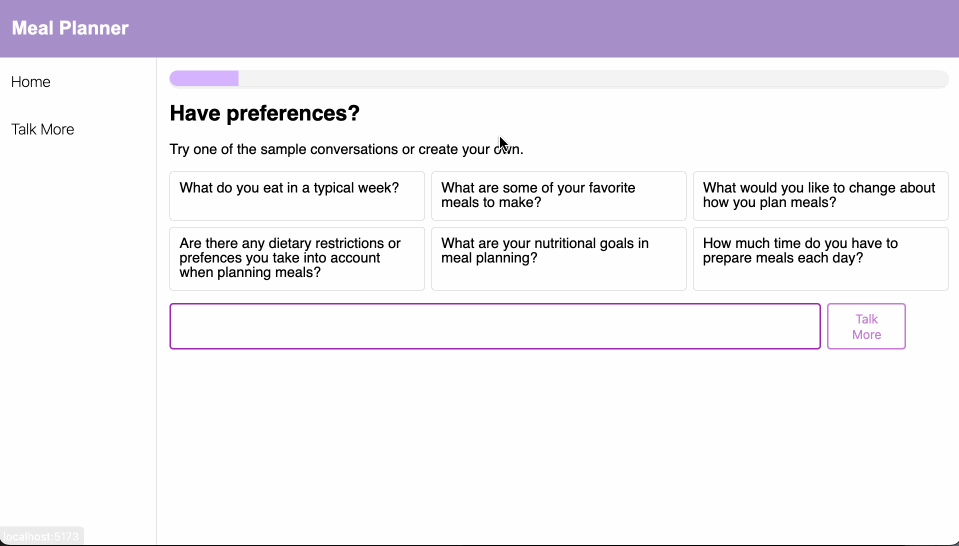 Meal Planner
Home
Talk More
Have preferences?
Try one of the sample conversations or create your own.
What do you eat in a typical week?
What are some of your favorite
meals to make?
What would you like to change about
how you plan meals?
Are there any dietary restrictions or
prefences you take into account
when planning meals?
What are your nutritional goals in
meal planning?
How much time do you have to
prepare meals each day?
Talk
More
localhost:5173